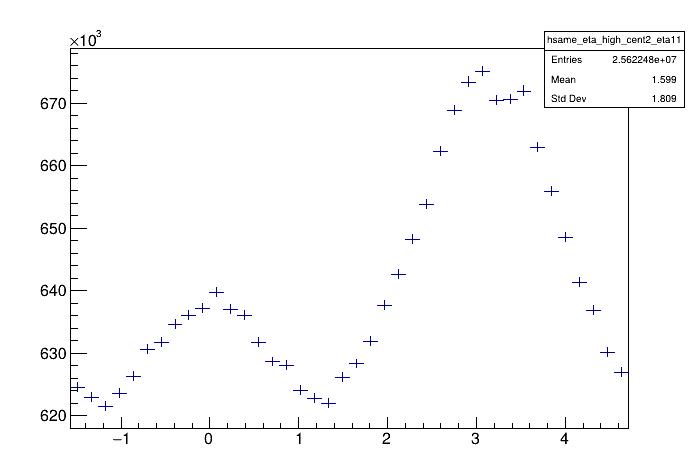 ×10³
hsame_eta_high_cent2_eta11
Entries 2.562248e+07
Mean 1.599
Std Dev 1.809
670
660
650
640
630
620
−1 0 1 2 3 4